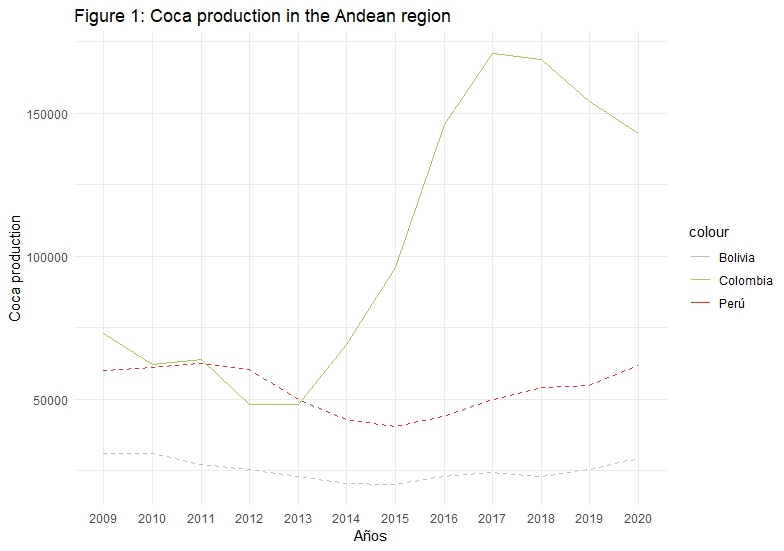 Figure 1: Coca production in the Andean region
150000
100000
50000
Coca production
2009 2010 2011 2012 2013 2014 2015 2016 2017 2018 2019 2020
Años
colour
Bolivia
Colombia
Perú